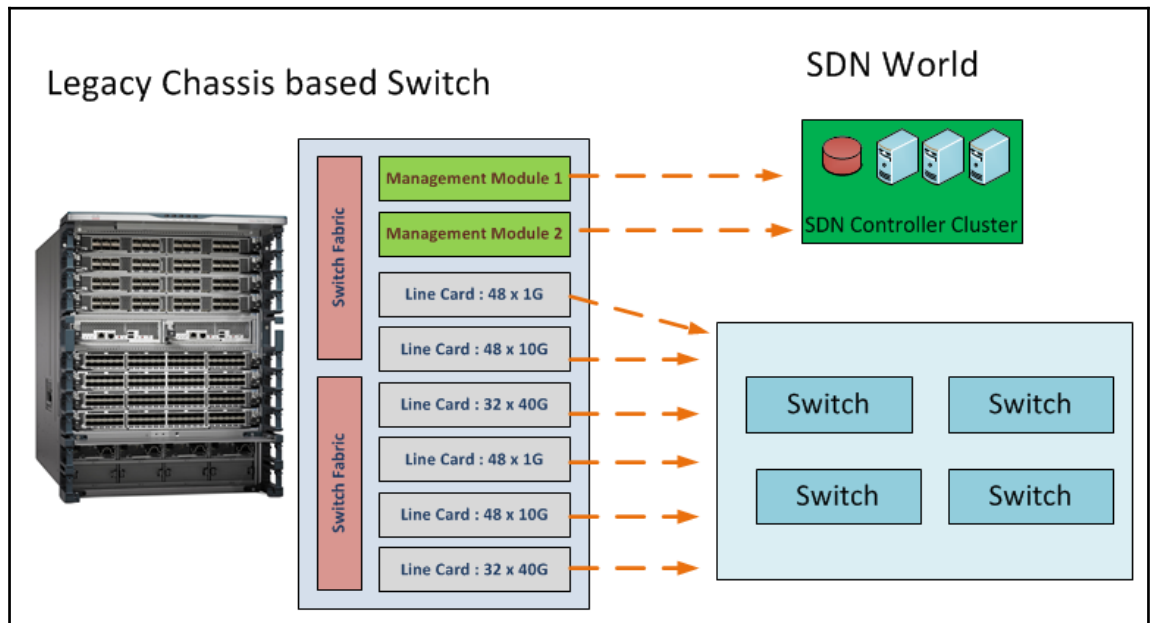 Legacy Chassis based Switch
SDN World
Switch Fabric
Switch Fabric
Management Module 1
Management Module 2
Line Card : 48 x 1G
Line Card : 48 x 10G
Line Card : 32 x 40G
Line Card : 48 x 1G
Line Card : 48 x 10G
Line Card : 32 x 40G
SDN Controller Cluster
Switch
Switch
Switch
Switch